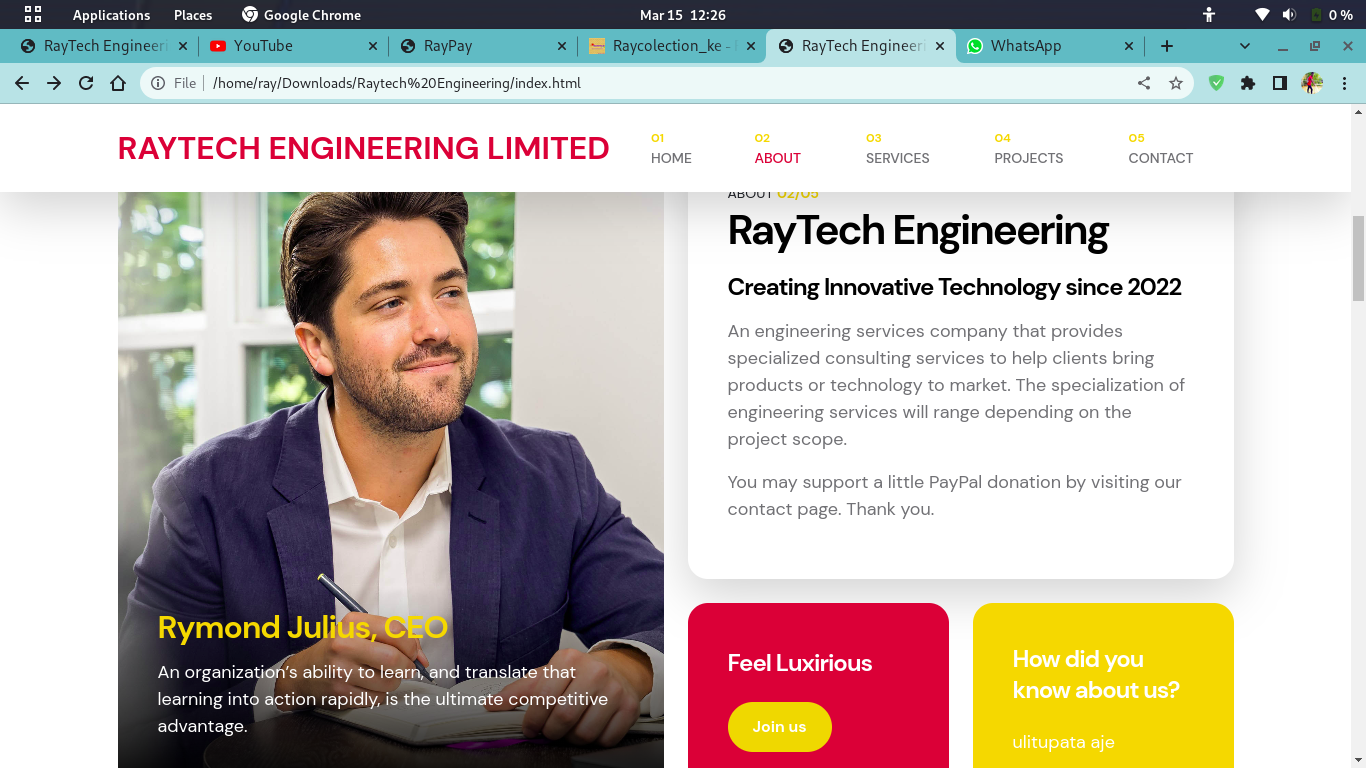 Applications Places Google Chrome Mar 15 12:26 0 %
RayTech Engineeri YouTube RayPay Raycolection_ke - RayTech Engineeri WhatsApp
File /home/ray/Downloads/Raytech%20Engineering/index.html
RAYTECH ENGINEERING LIMITED
01 02 03 04 05
HOME ABOUT SERVICES PROJECTS CONTACT
ABOUT 02/05
RayTech Engineering
Creating Innovative Technology since 2022
An engineering services company that provides
specialized consulting services to help clients bring
products or technology to market. The specialization of
engineering services will range depending on the
project scope.
You may support a little PayPal donation by visiting our
contact page. Thank you.
Rymond Julius, CEO
An organization’s ability to learn, and translate that
learning into action rapidly, is the ultimate competitive
advantage.
Feel Luxirious
Join us
How did you
know about us?
ulitupata aje